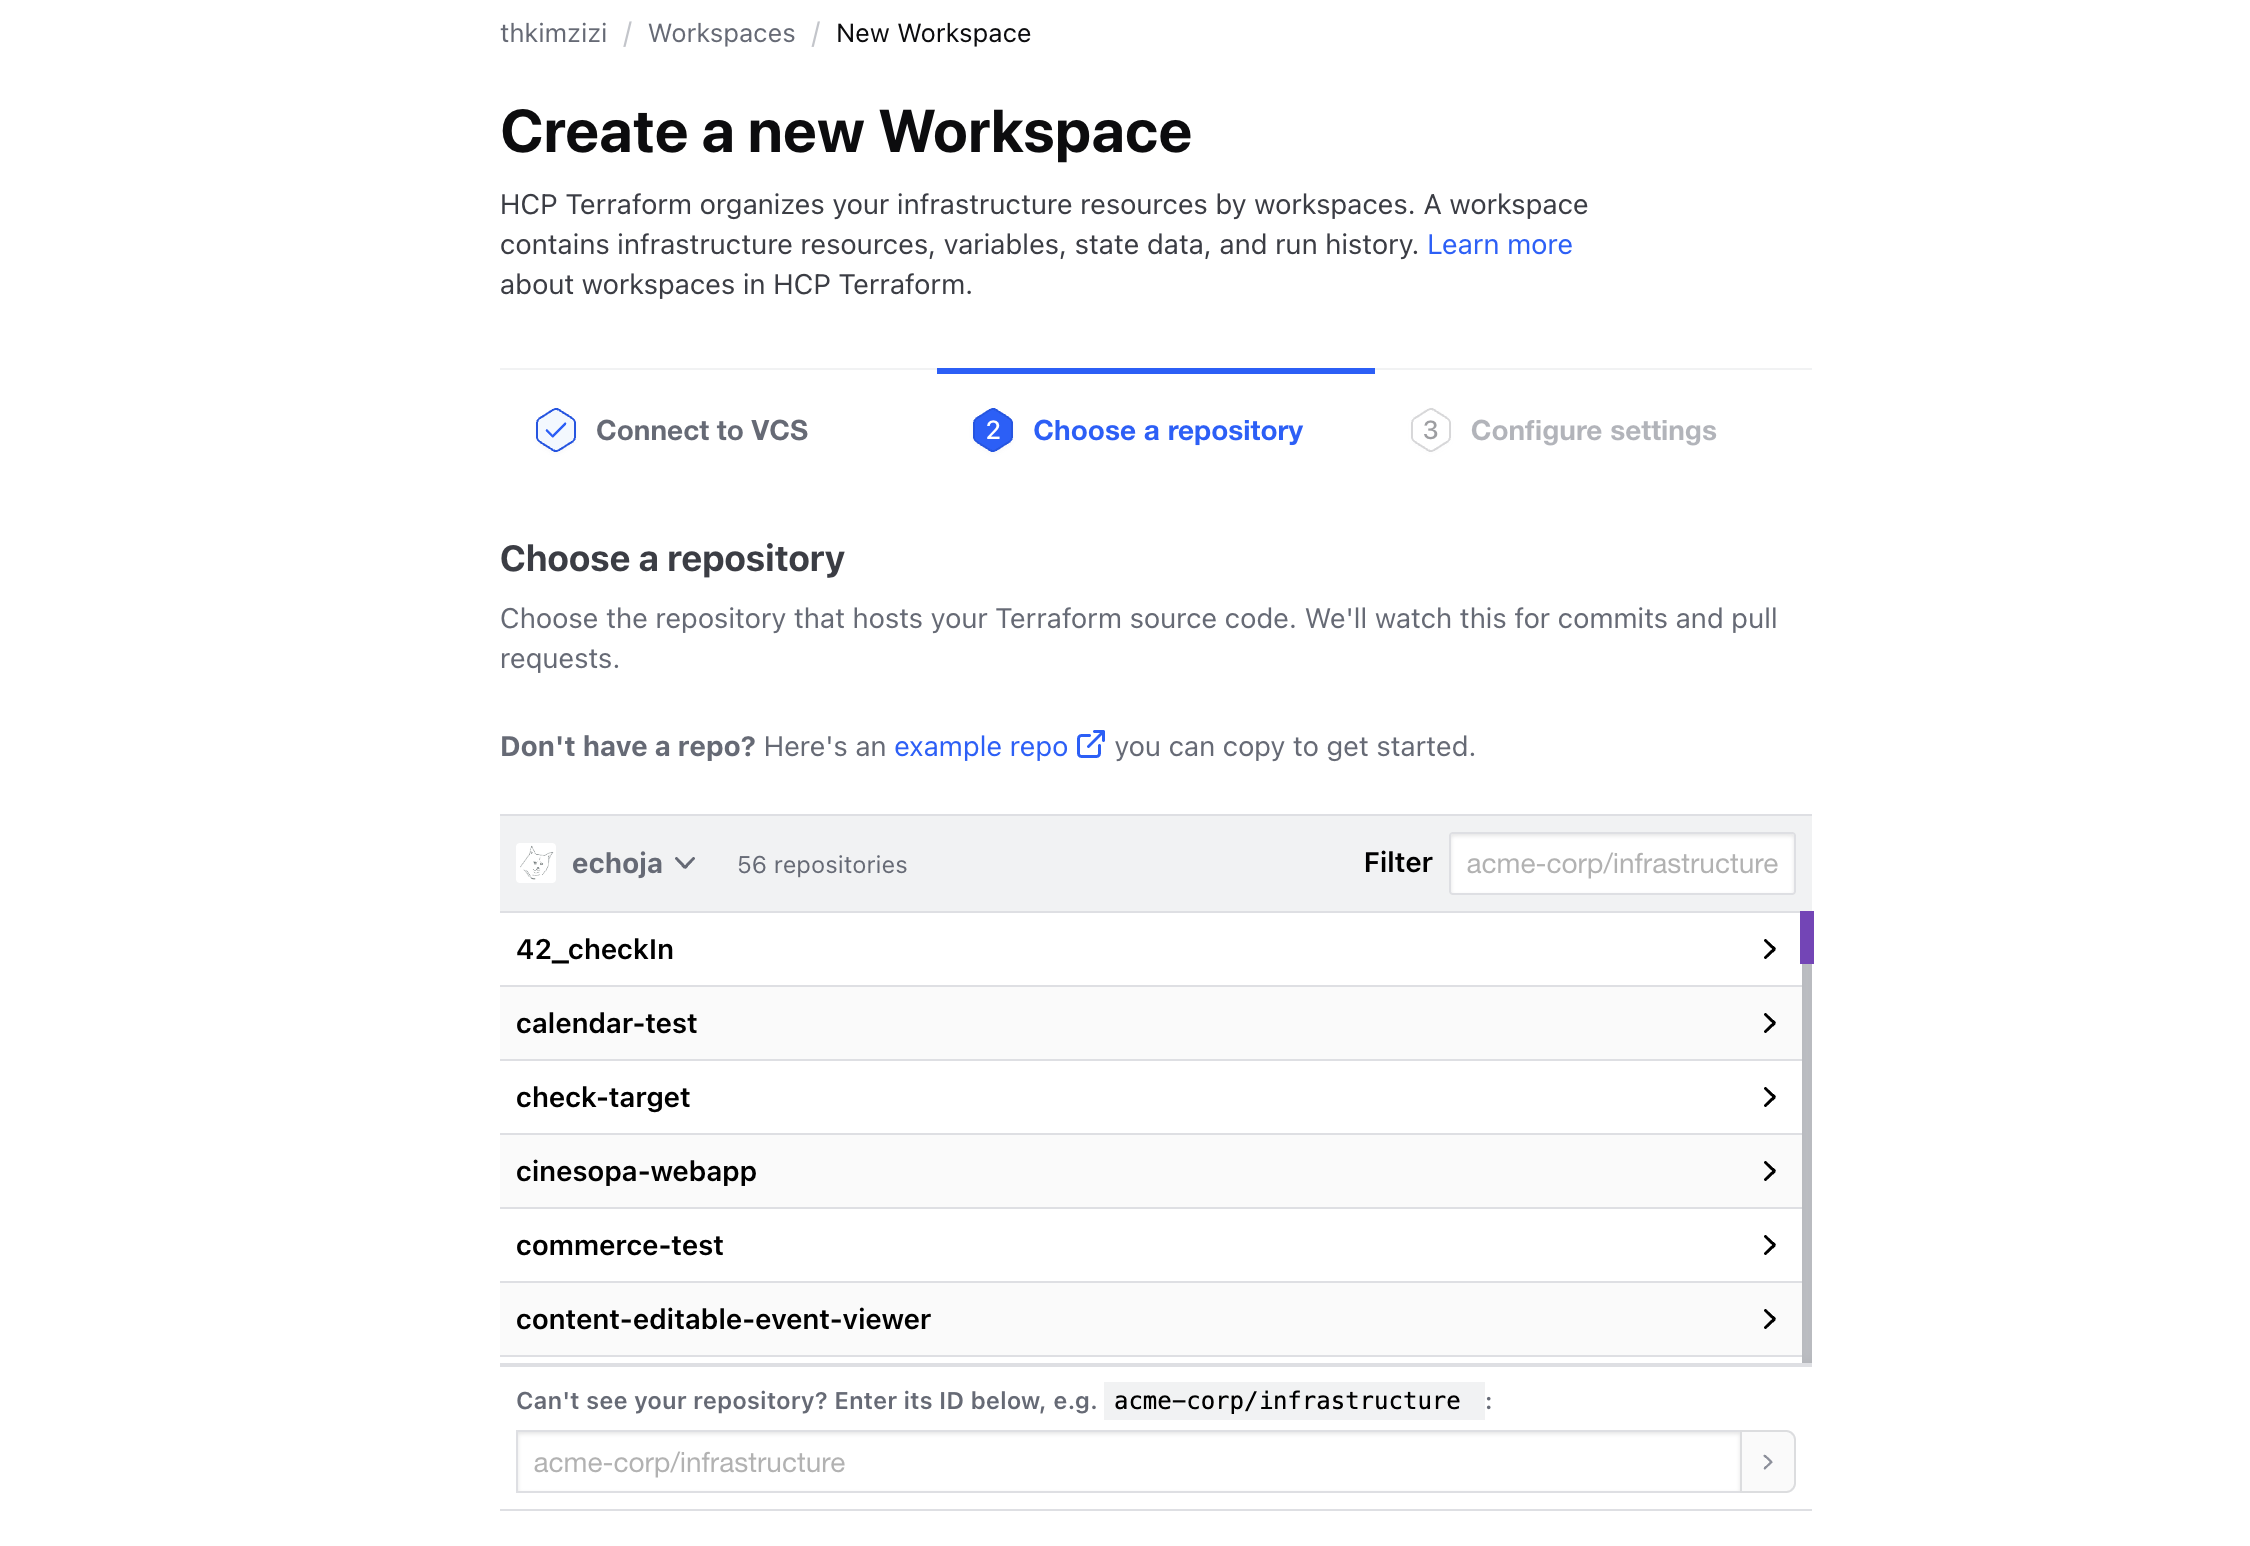 thkimzizi / Workspaces / New Workspace
Create a new Workspace
HCP Terraform organizes your infrastructure resources by workspaces. A workspace
contains infrastructure resources, variables, state data, and run history. Learn more
about workspaces in HCP Terraform.
Connect to VCS
2 Choose a repository
3 Configure settings
Choose a repository
Choose the repository that hosts your Terraform source code. We'll watch this for commits and pull
requests.
Don't have a repo? Here's an example repo you can copy to get started.
echoja 56 repositories Filter acme-corp/infrastructure
42_checkIn
calendar-test
check-target
cinesopa-webapp
commerce-test
content-editable-event-viewer
Can't see your repository? Enter its ID below, e.g. acme-corp/infrastructure :
acme-corp/infrastructure